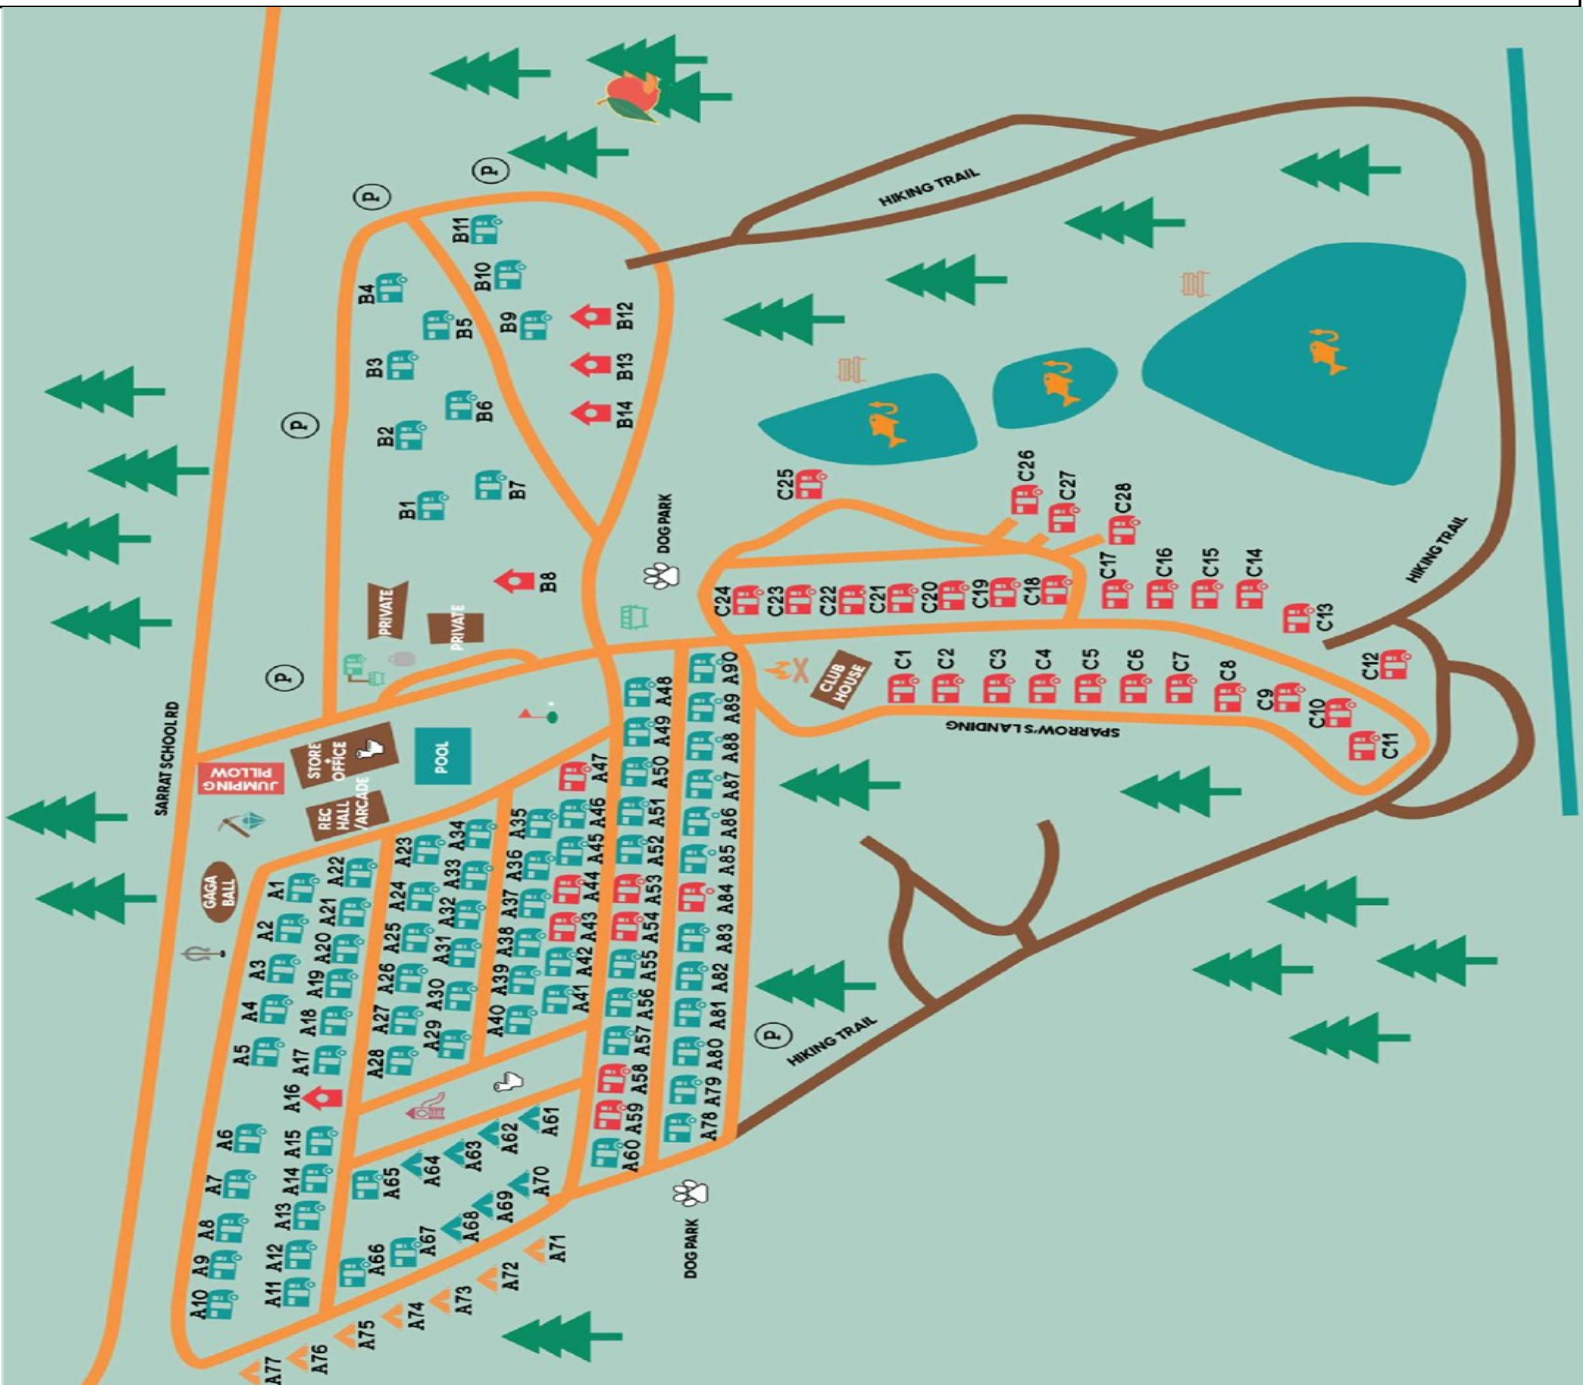 SARRAT SCHOOL RD
P
P
P
P
P
B11
B10
B4
B5
B9
B12
B3
B13
B6
B14
B2
B1
B7
B8
PRIVATE
PRIVATE
DOG PARK
HIKING TRAIL
HIKING TRAIL
HIKING TRAIL
C25
C26
C27
C28
C24
C23
C22
C21
C20
C19
C18
C17
C16
C15
C14
C13
C12
CLUB
HOUSE
C1
C2
C3
C4
C5
C6
C7
C8
C9
C10
C11
SPARROW'S LANDING
JUMPING
PILLOW
STORE
+
OFFICE
POOL
REC
HALL
/ARCADE
GAGA
BALL
A1
A2
A3
A4
A5
A6
A7
A8
A9
A10
A11
A12
A13
A14
A15
A16
A17
A18
A19
A20
A21
A22
A23
A24
A25
A26
A27
A28
A29
A30
A31
A32
A33
A34
A35
A36
A37
A38
A39
A40
A41
A42
A43
A44
A45
A46
A47
A48
A49
A50
A51
A52
A53
A54
A55
A56
A57
A58
A59
A60
A61
A62
A63
A64
A65
A66
A67
A68
A69
A70
A71
A72
A73
A74
A75
A76
A77
A78
A79
A80
A81
A82
A83
A84
A85
A86
A87
A88
A89
A90
DOG PARK